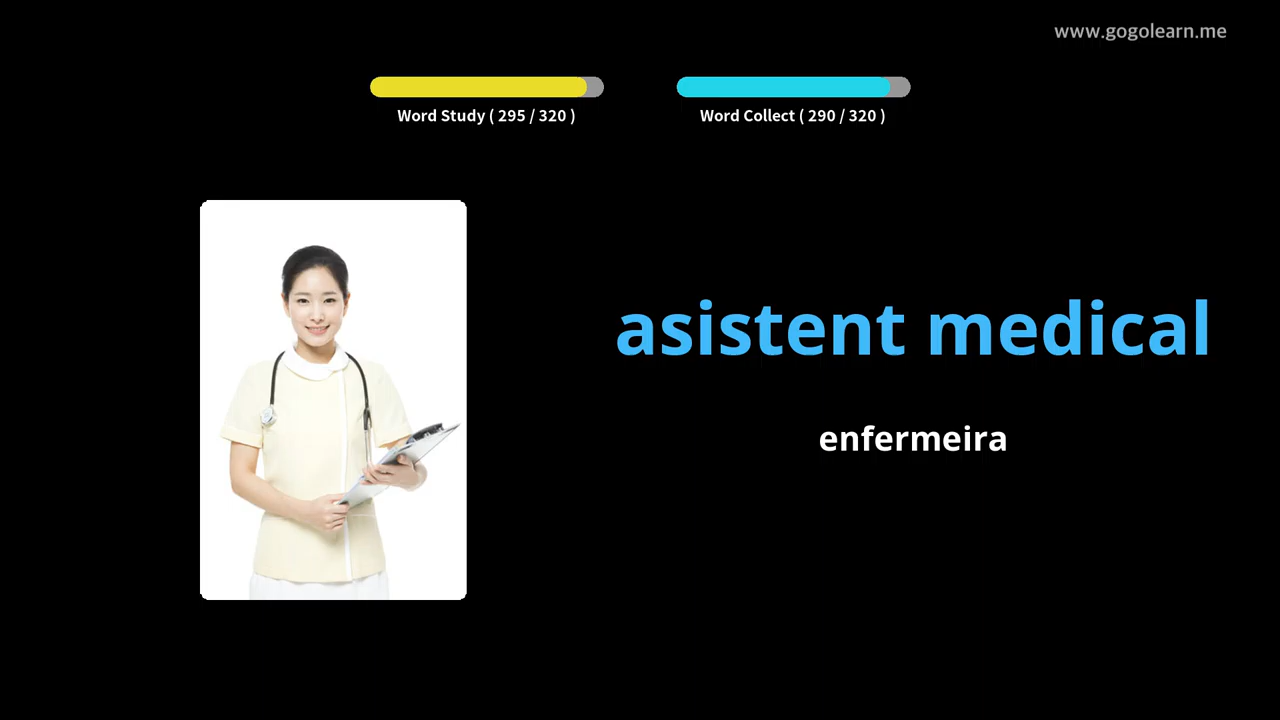 www.gogolearn.me
Word Study ( 295 / 320 )
Word Collect ( 290 / 320 )
asistent medical
enfermeira